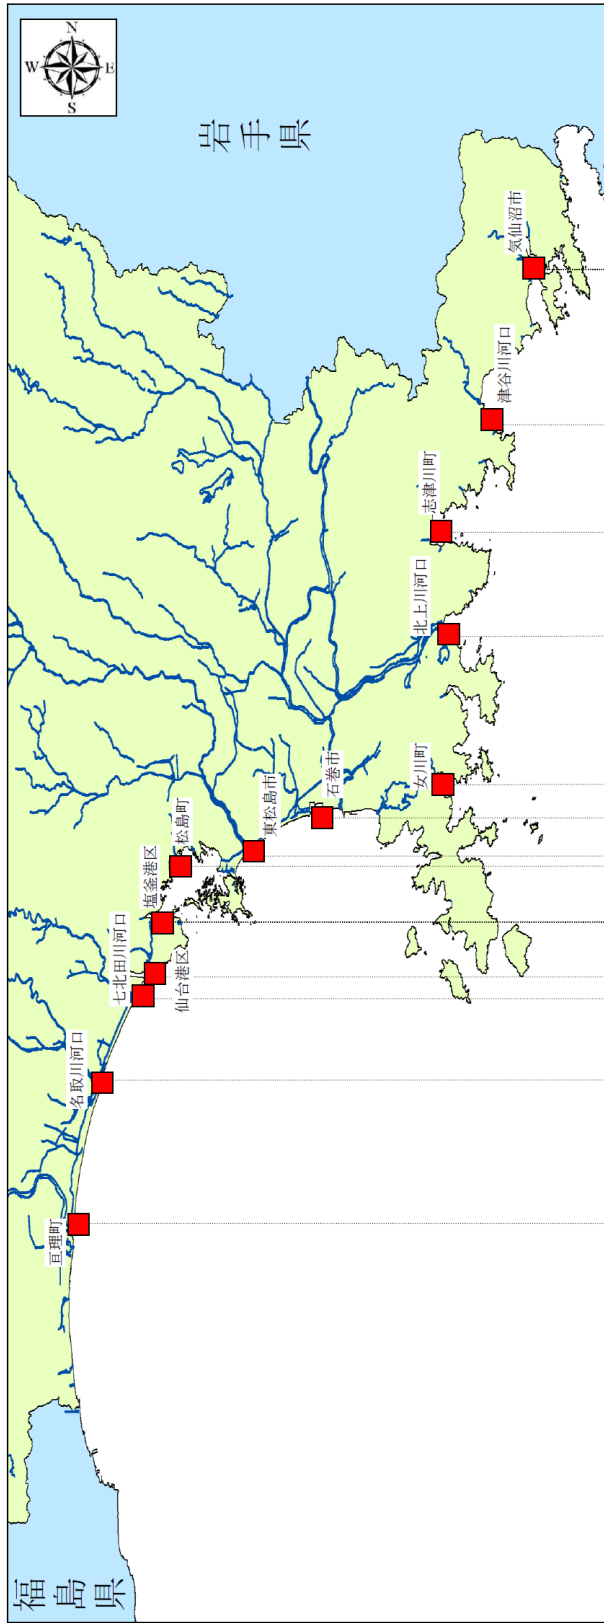 N
W
E
S
岩手県
気仙沼市
津谷川河口
志津川町
北上川河口
女川町
石巻市
東松島市
松島町
塩釜港区
仙台港区
七北田川河口
名取川河口
亘理町
福島県